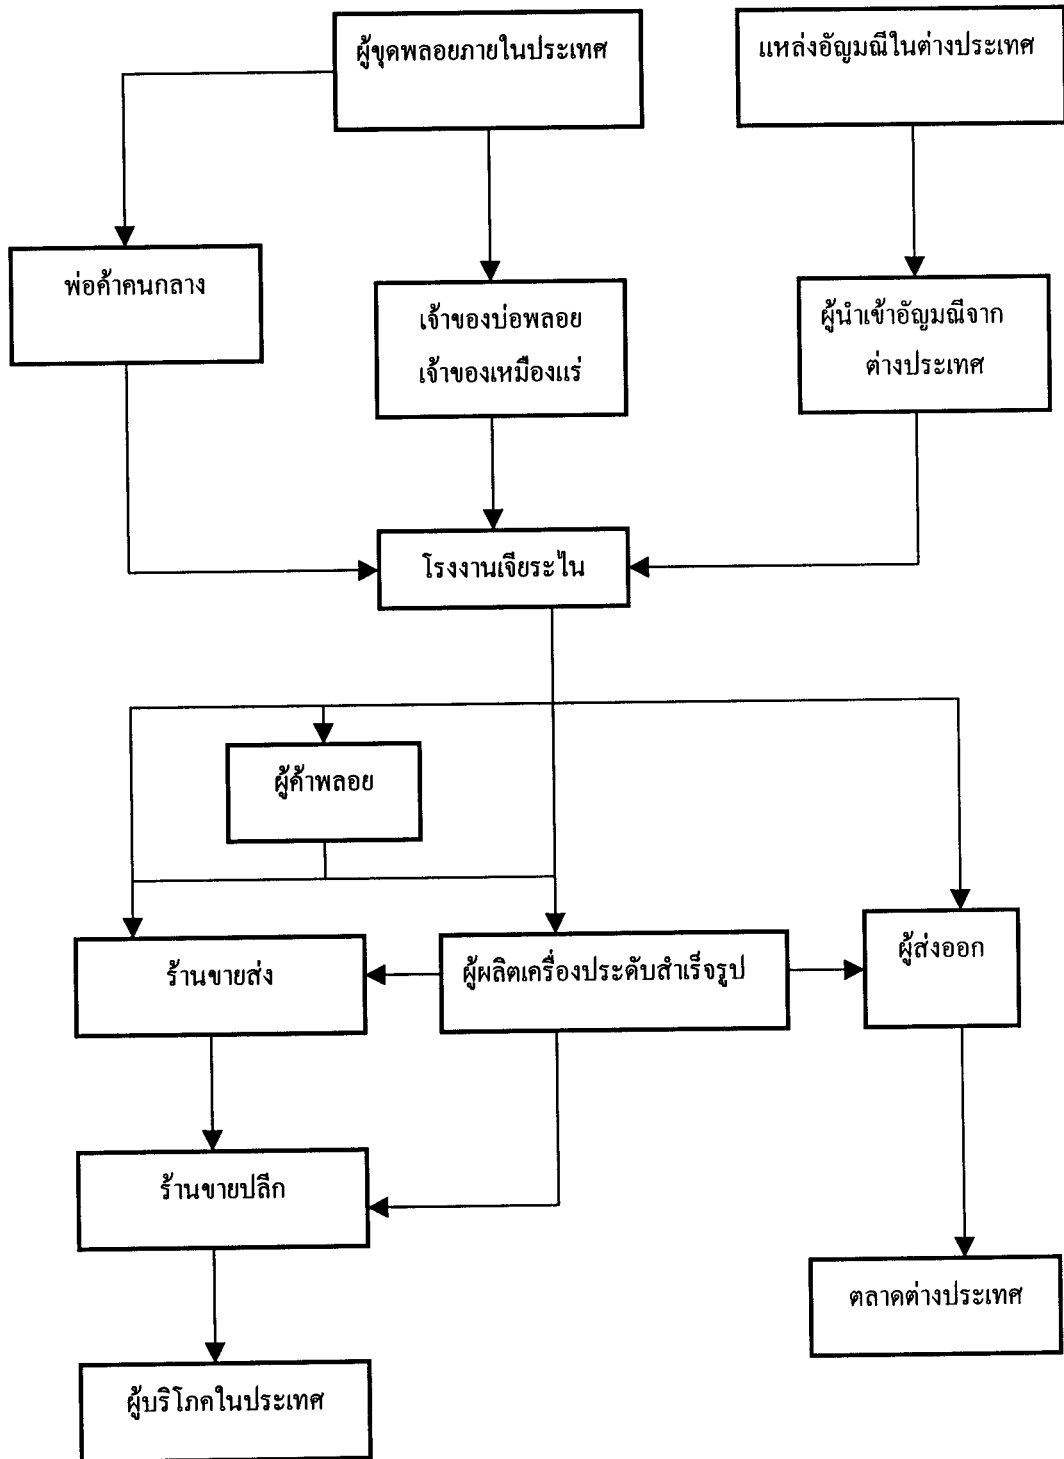 ผู้ขุดพลอยภายในประเทศ
แหล่งอัญมณีในต่างประเทศ
พ่อค้าคนกลาง
เจ้าของบ่อพลอย
เจ้าของเหมืองแร่
ผู้นำเข้าอัญมณีจาก
ต่างประเทศ
โรงงานเจียระไน
ผู้ค้าพลอย
ร้านขายส่ง
ผู้ผลิตเครื่องประดับสำเร็จรูป
ผู้ส่งออก
ร้านขายปลีก
ตลาดต่างประเทศ
ผู้บริโภคในประเทศ